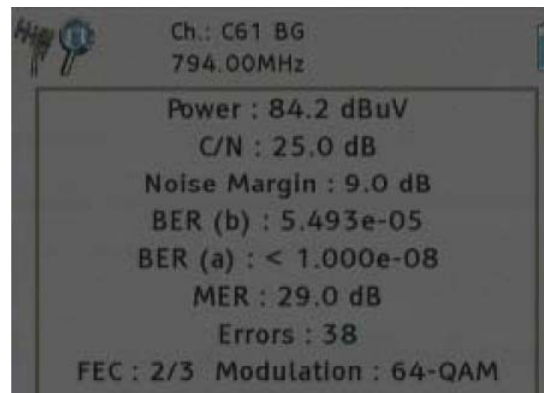 Ch.: C61 BG
794.00MHz
Power : 84.2 dBuV
C/N : 25.0 dB
Noise Margin : 9.0 dB
BER (b) : 5.493e-05
BER (a) : < 1.000e-08
MER : 29.0 dB
Errors : 38
FEC : 2/3 Modulation : 64-QAM